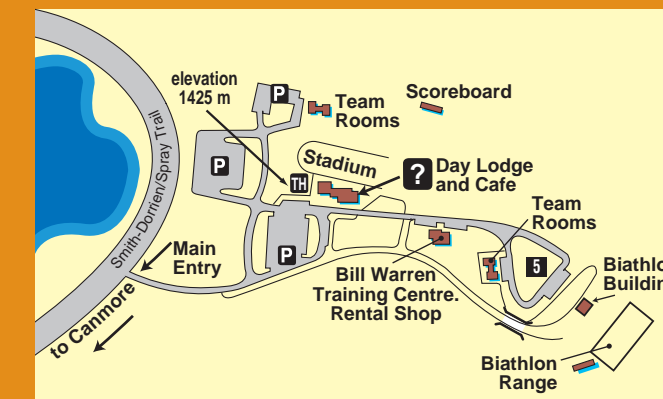 elevation
1425 m
P
Team
Rooms
Scoreboard
P
Stadium
TH
?
Day Lodge
and Cafe
Team
Rooms
Smith-Dorrien/Spray Trail
Main
Entry
P
Bill Warren
Training Centre.
Rental Shop
5
Biathlo
Buildin
to Canmore
Biathlon
Range